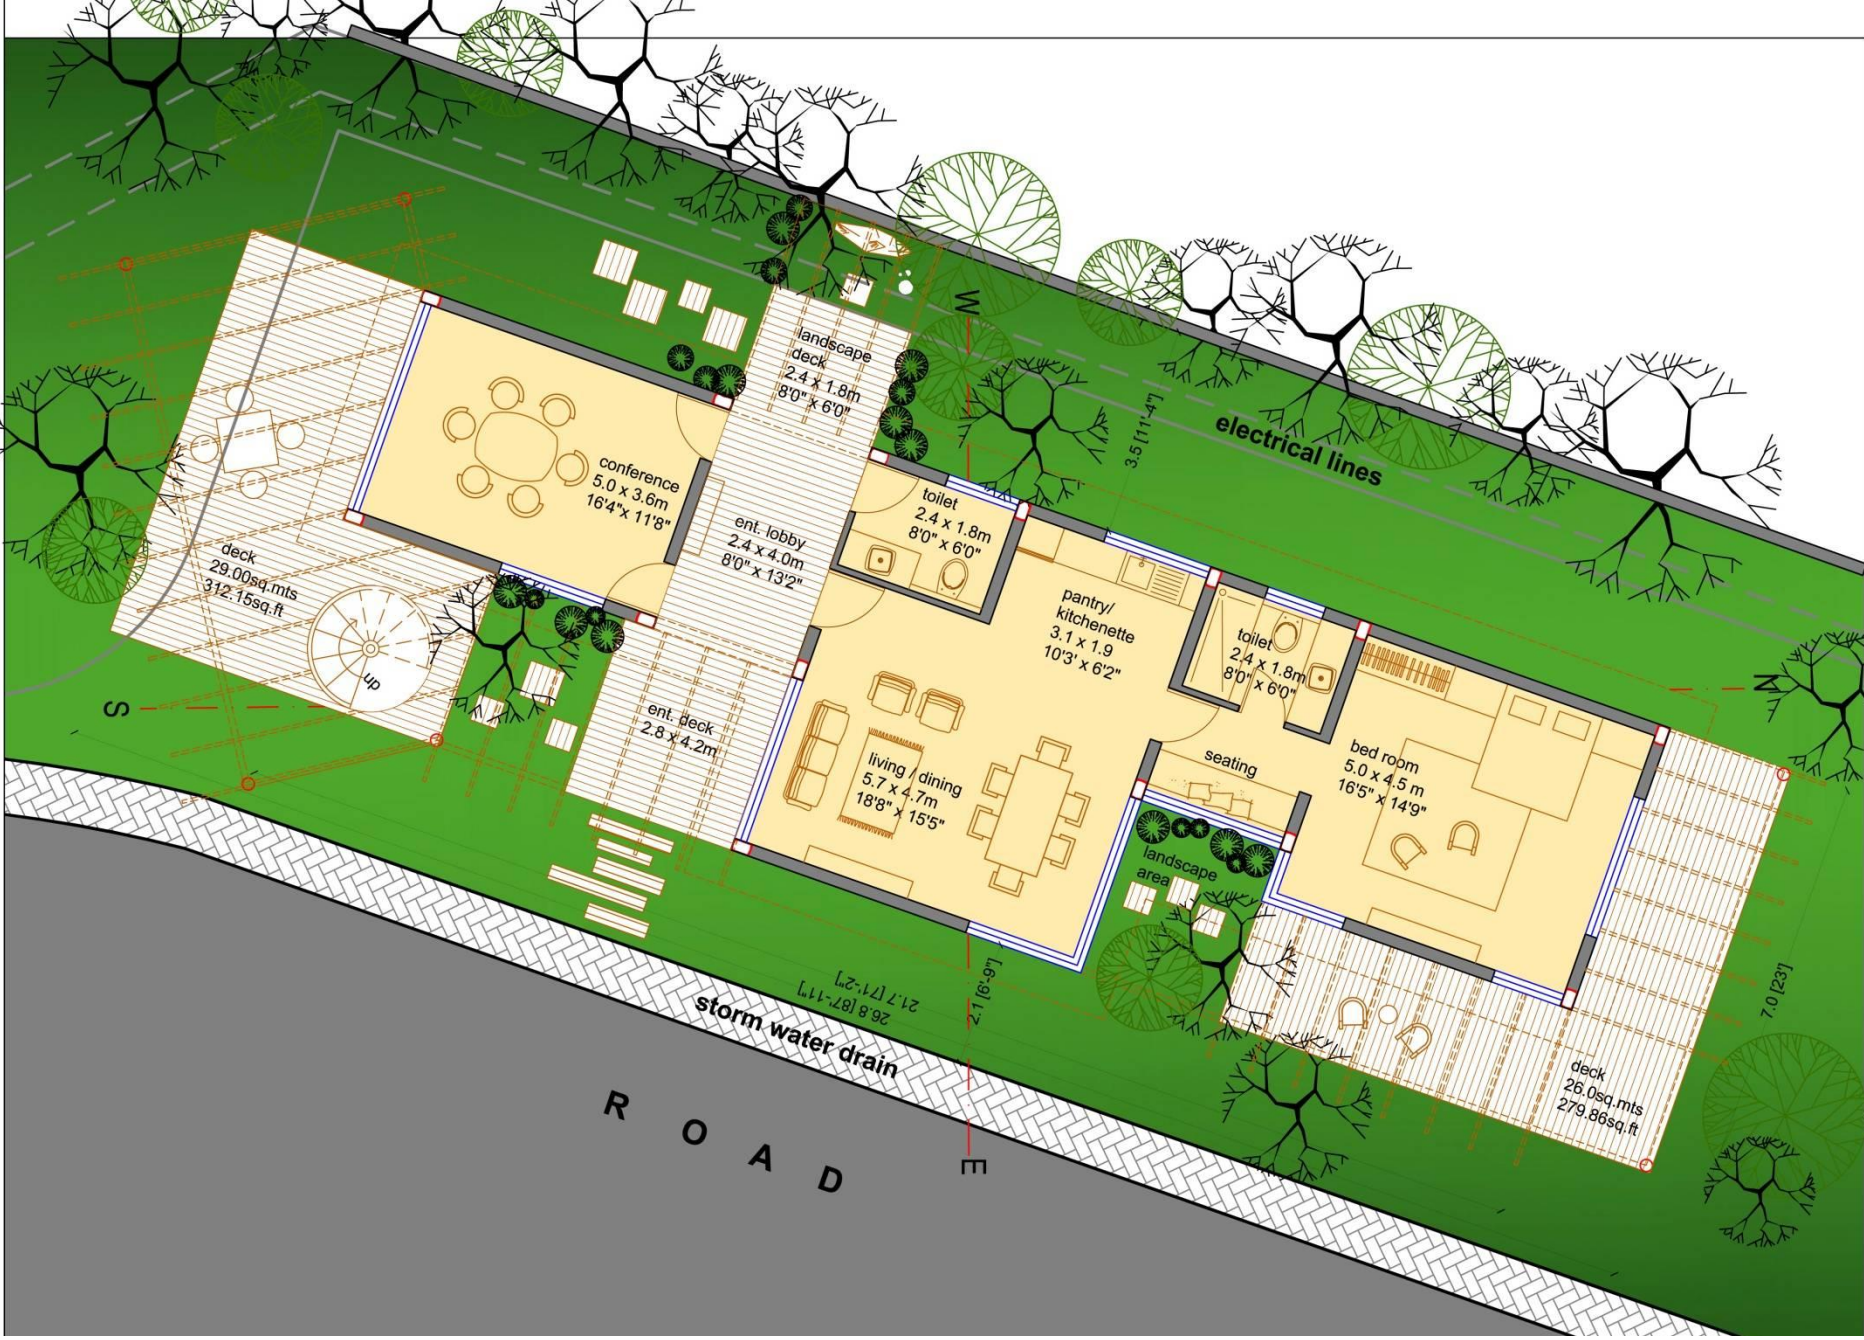 W
landscape
deck
2.4 x 1.8m
8'0" x 6'0"
3.5 [11'-4"]
electrical lines
conference
5.0 x 3.6m
16'4"x 11'8"
toilet
2.4 x 1.8m
8'0" x 6'0"
ent. lobby
2.4 x 4.0m
8'0" x 13'2"
deck
29.00sq.mts
312.15sq.ft
up
pantry/
kitchenette
3.1 x 1.9
10'3' x 6'2"
toilet
2.4 x 1.8m
8'0" x 6'0"
N
S
ent. deck
2.8 x 4.2m
living / dining
5.7 x 4.7m
18'8" x 15'5"
seating
bed room
5.0 x 4.5 m
16'5" x 14'9"
landscape
area
21.7 [71'-2"]
26.8 [87'-11"]
2.1 [6'-9"]
7.0 [23']
storm water drain
deck
26.0sq.mts
279.86sq.ft
R O A D
E